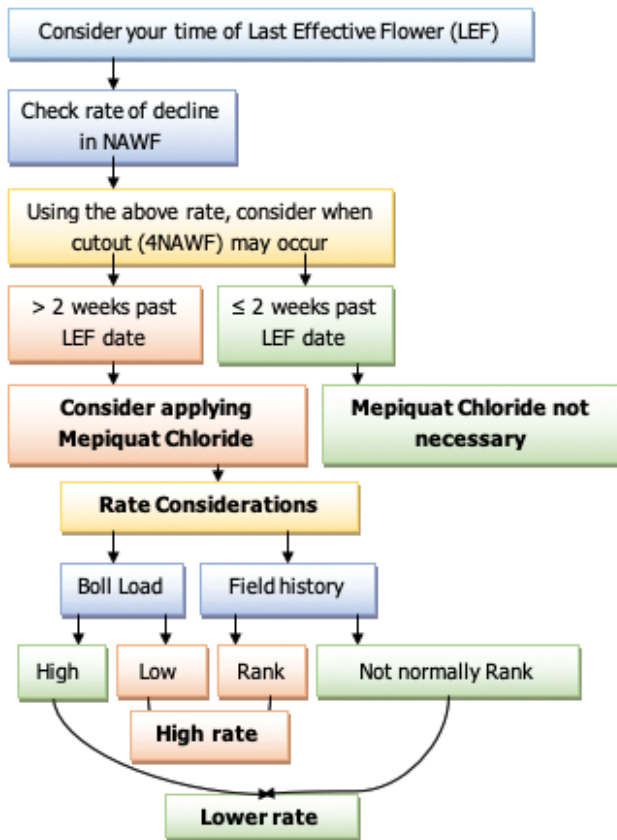 Consider your time of Last Effective Flower (LEF)
Check rate of decline
in NAWF
Using the above rate, consider when
cutout (4NAWF) may occur
> 2 weeks past
LEF date
≤ 2 weeks past
LEF date
Consider applying
Mepiquat Chloride
Mepiquat Chloride not
necessary
Rate Considerations
Boll Load
Field history
High
Low
Rank
Not normally Rank
High rate
Lower rate